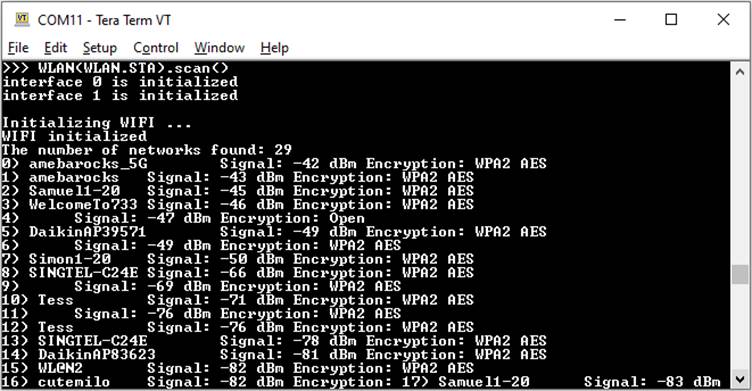 COM11 - Tera Term VT
File Edit Setup Control Window Help
>>> WLAN(WLAN.STA).scan()
interface 0 is initialized
interface 1 is initialized
Initializing WIFI ...
WIFI initialized
The number of networks found: 29
0) amebarocks_5G Signal: -42 dBm Encryption: WPA2 AES
1) amebarocks Signal: -43 dBm Encryption: WPA2 AES
2) Samuel1-20 Signal: -45 dBm Encryption: WPA2 AES
3) WelcomeTo733 Signal: -46 dBm Encryption: WPA2 AES
4) Signal: -47 dBm Encryption: Open
5) DaikinAP39571 Signal: -49 dBm Encryption: WPA2 AES
6) Signal: -49 dBm Encryption: WPA2 AES
7) Simon1-20 Signal: -50 dBm Encryption: WPA2 AES
8) SINGTEL-C24E Signal: -66 dBm Encryption: WPA2 AES
9) Signal: -69 dBm Encryption: WPA2 AES
10) Tess Signal: -71 dBm Encryption: WPA2 AES
11) Signal: -76 dBm Encryption: WPA2 AES
12) Tess Signal: -76 dBm Encryption: WPA2 AES
13) SINGTEL-C24E Signal: -78 dBm Encryption: WPA2 AES
14) DaikinAP83623 Signal: -81 dBm Encryption: WPA2 AES
15) WL@N2 Signal: -82 dBm Encryption: WPA2 AES
16) cutemilo Signal: -82 dBm Encryption: 17) Samuel1-20 Signal: -83 dBm